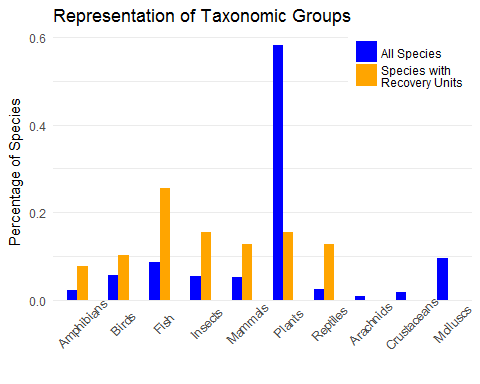 Representation of Taxonomic Groups
Percentage of Species
0.6
0.4
0.2
0.0
All Species
Species with
Recovery Units
Amphibians
Birds
Fish
Insects
Mammals
Plants
Reptiles
Arachnids
Crustaceans
Molluscs